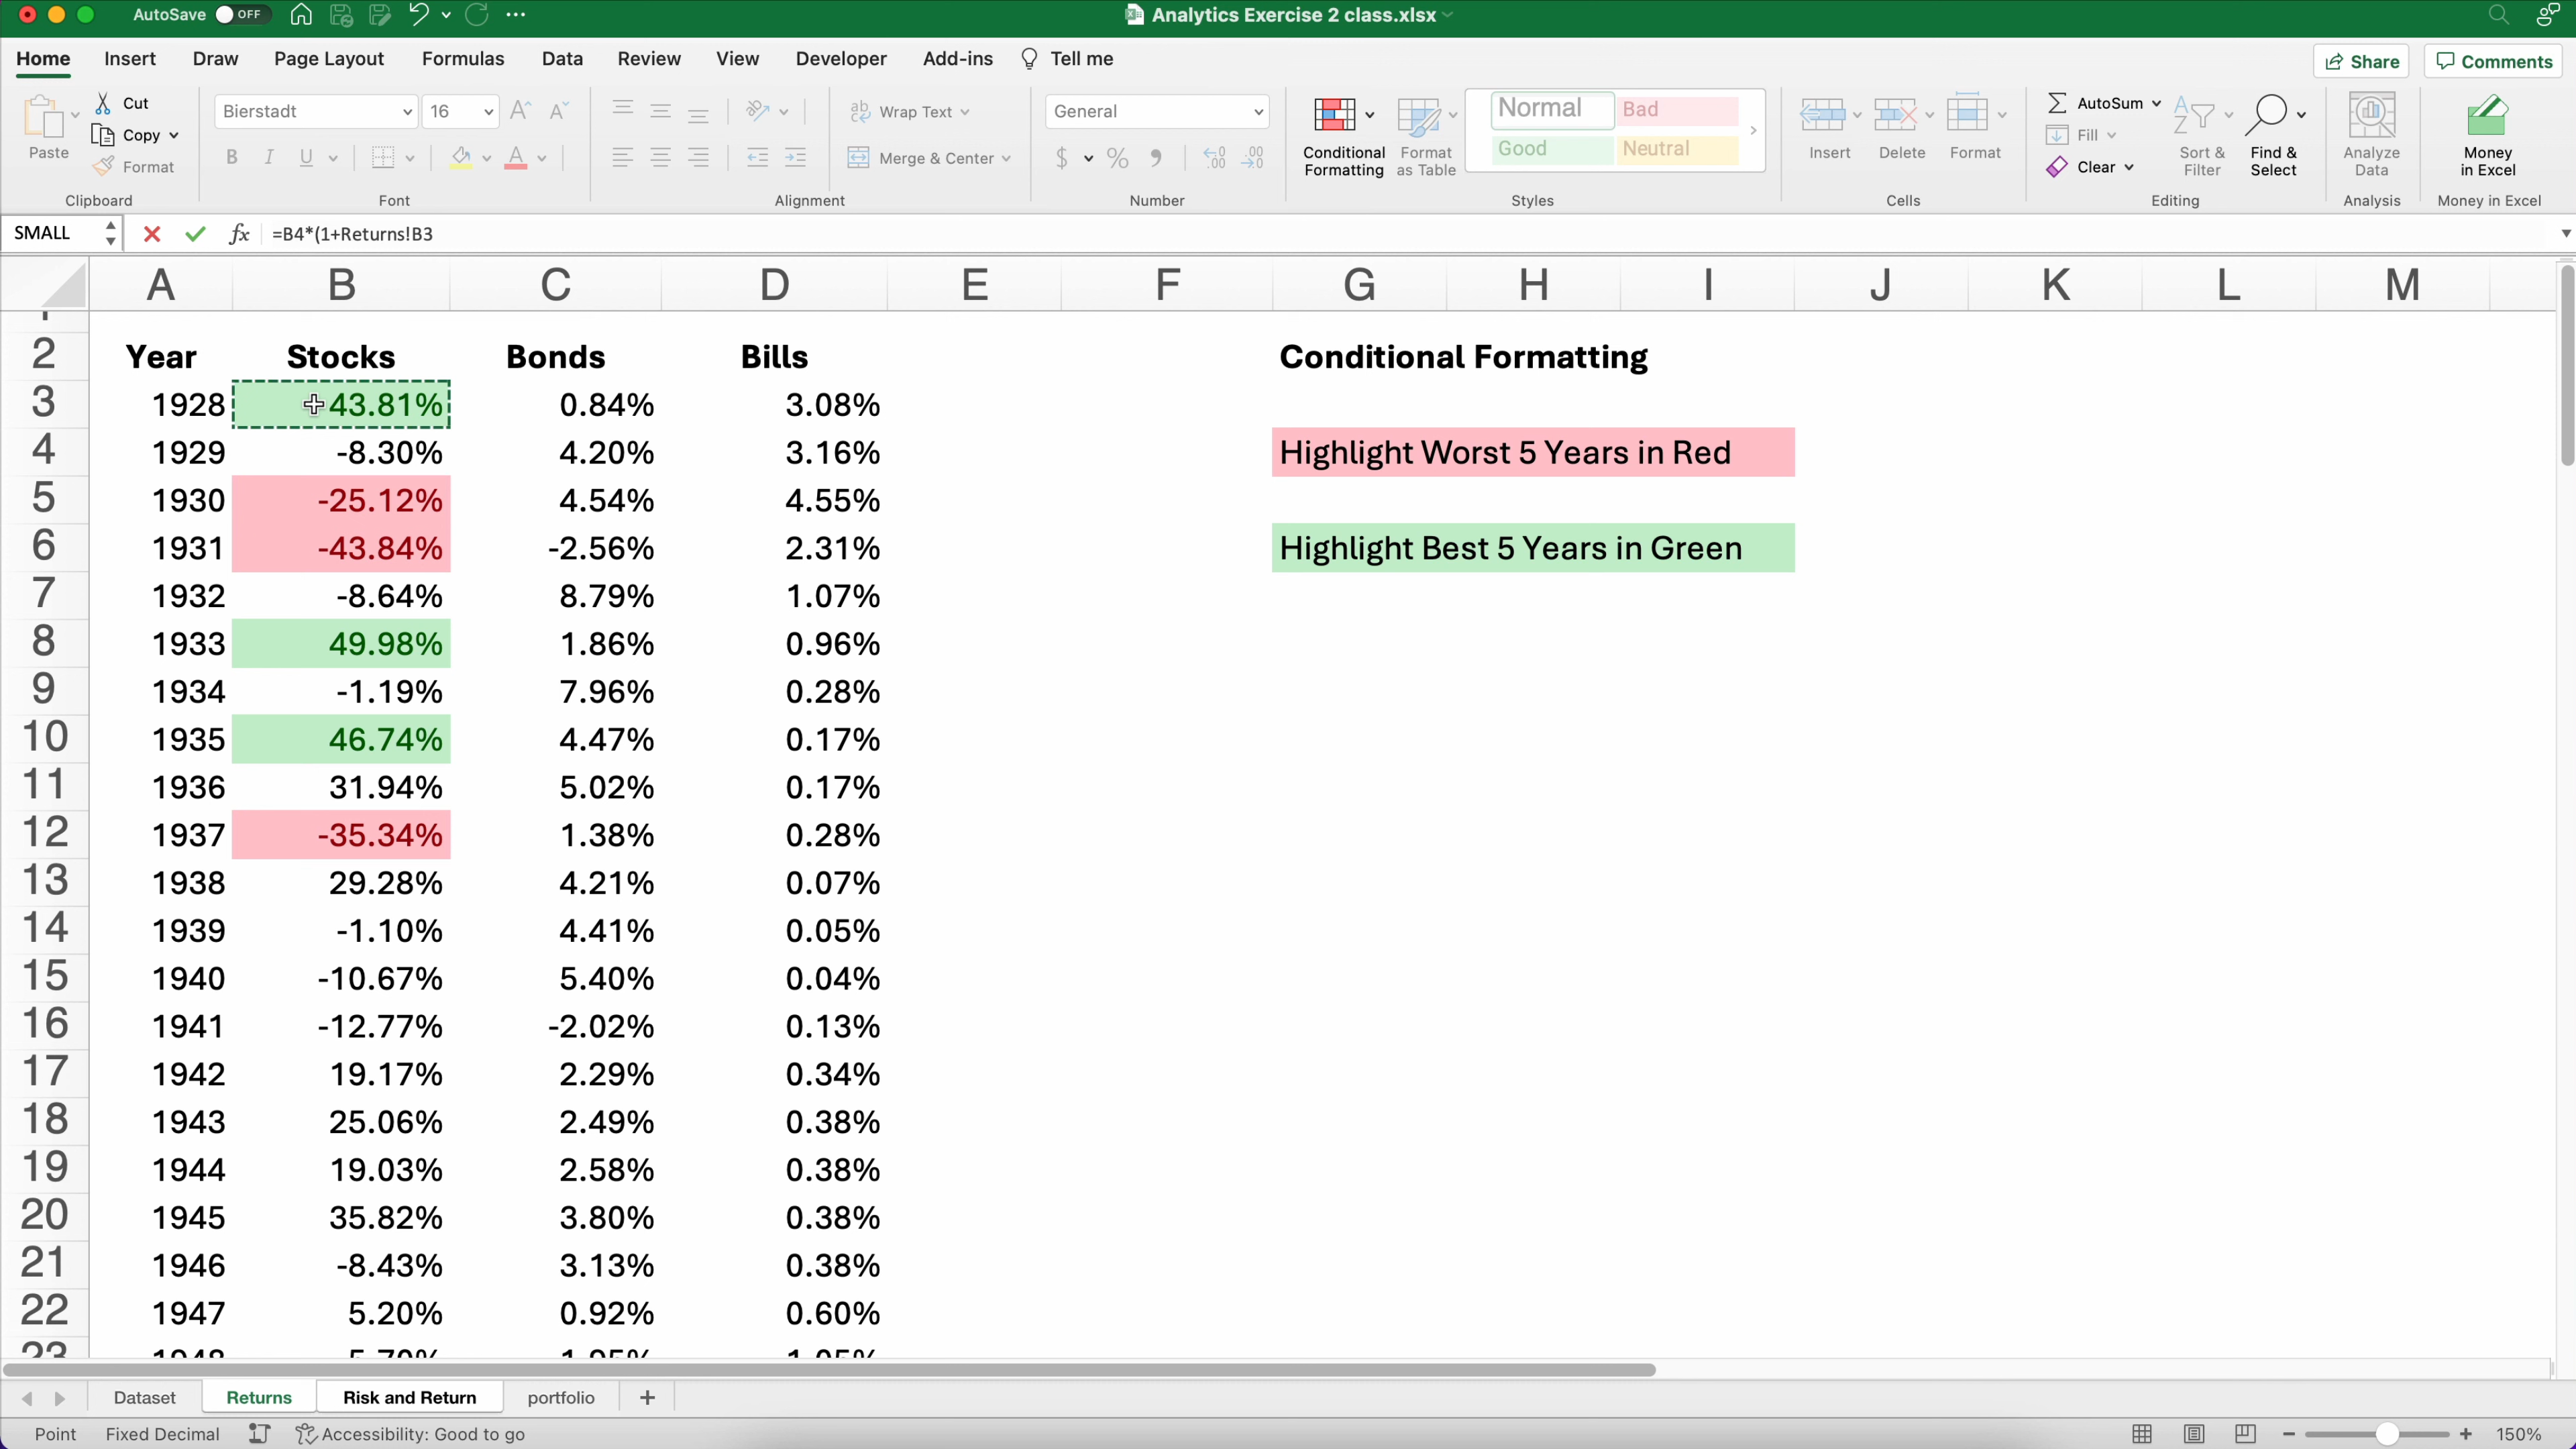 AutoSave OFF ... Analytics Exercise 2 class.xlsx
Home Insert Draw Page Layout Formulas Data Review View Developer Add-ins Tell me Share Comments
Paste Cut Copy Format Clipboard
Bierstadt 16 B I U A Font
Wrap Text Merge & Center Alignment
General $ % Number
Conditional Formatting Format as Table Normal Bad Good Neutral Styles
Insert Delete Format Cells
AutoSum Fill Clear Sort & Filter Find & Select Editing
Analyze Data Analysis
Money in Excel Money in Excel
SMALL fx =B4*(1+Returns!B3
A B C D E F G H I J K L M
2 Year Stocks Bonds Bills Conditional Formatting
3 1928 43.81% 0.84% 3.08%
4 1929 -8.30% 4.20% 3.16% Highlight Worst 5 Years in Red
5 1930 -25.12% 4.54% 4.55%
6 1931 -43.84% -2.56% 2.31% Highlight Best 5 Years in Green
7 1932 -8.64% 8.79% 1.07%
8 1933 49.98% 1.86% 0.96%
9 1934 -1.19% 7.96% 0.28%
10 1935 46.74% 4.47% 0.17%
11 1936 31.94% 5.02% 0.17%
12 1937 -35.34% 1.38% 0.28%
13 1938 29.28% 4.21% 0.07%
14 1939 -1.10% 4.41% 0.05%
15 1940 -10.67% 5.40% 0.04%
16 1941 -12.77% -2.02% 0.13%
17 1942 19.17% 2.29% 0.34%
18 1943 25.06% 2.49% 0.38%
19 1944 19.03% 2.58% 0.38%
20 1945 35.82% 3.80% 0.38%
21 1946 -8.43% 3.13% 0.38%
22 1947 5.20% 0.92% 0.60%
Dataset Returns Risk and Return portfolio +
Point Fixed Decimal Accessibility: Good to go 150%